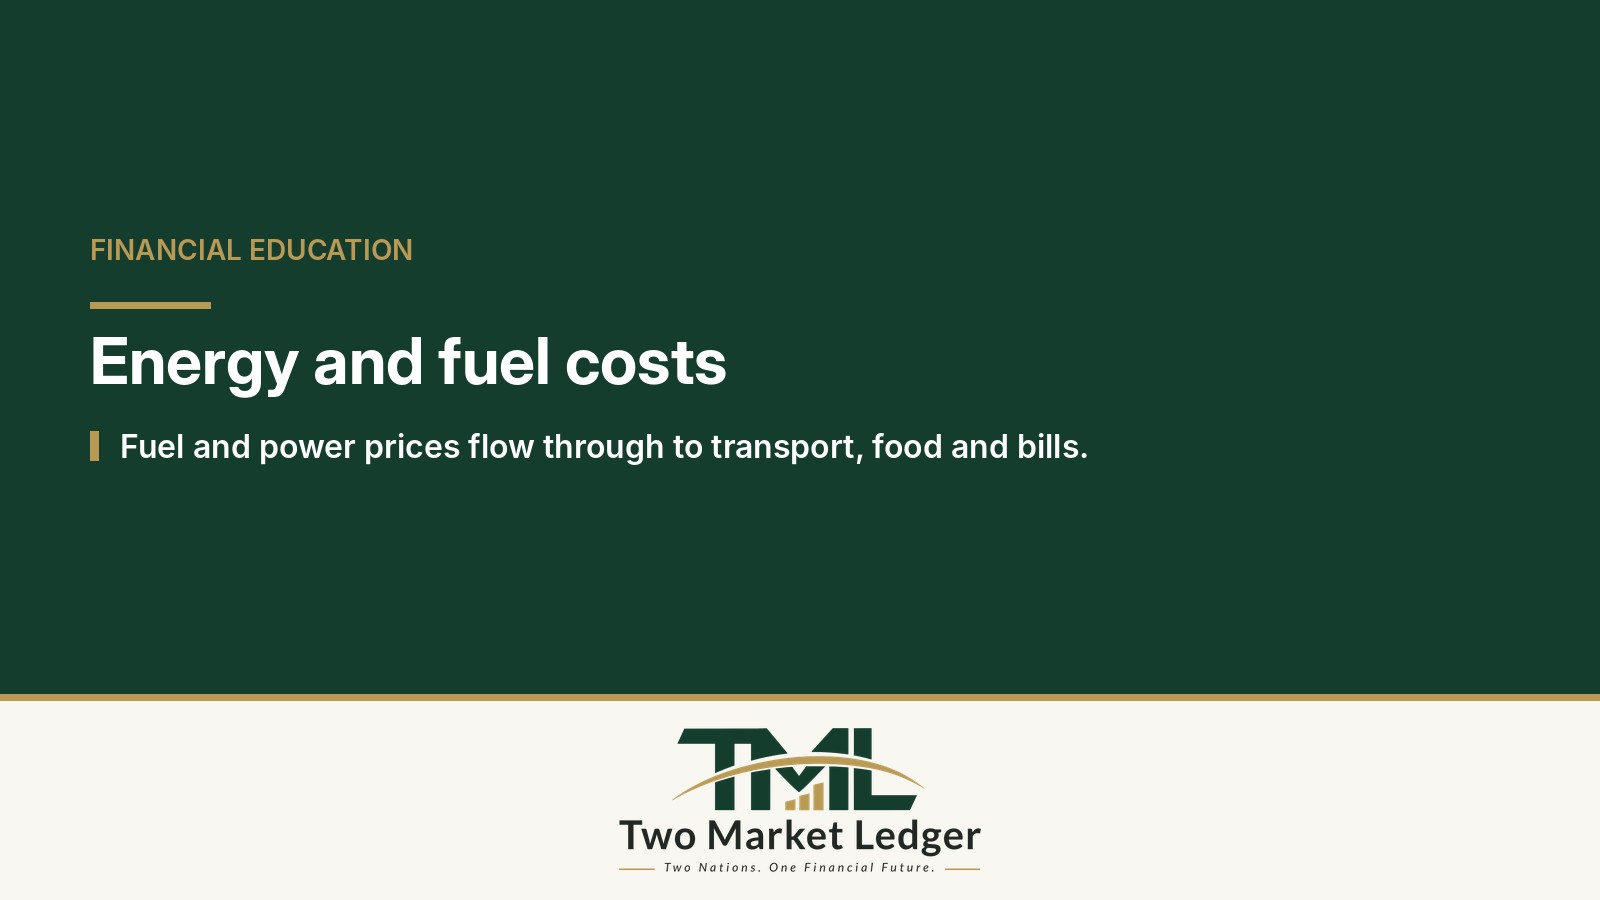 FINANCIAL EDUCATION
Energy and fuel costs
Fuel and power prices flow through to transport, food and bills.
TML
Two Market Ledger
Two Nations. One Financial Future.